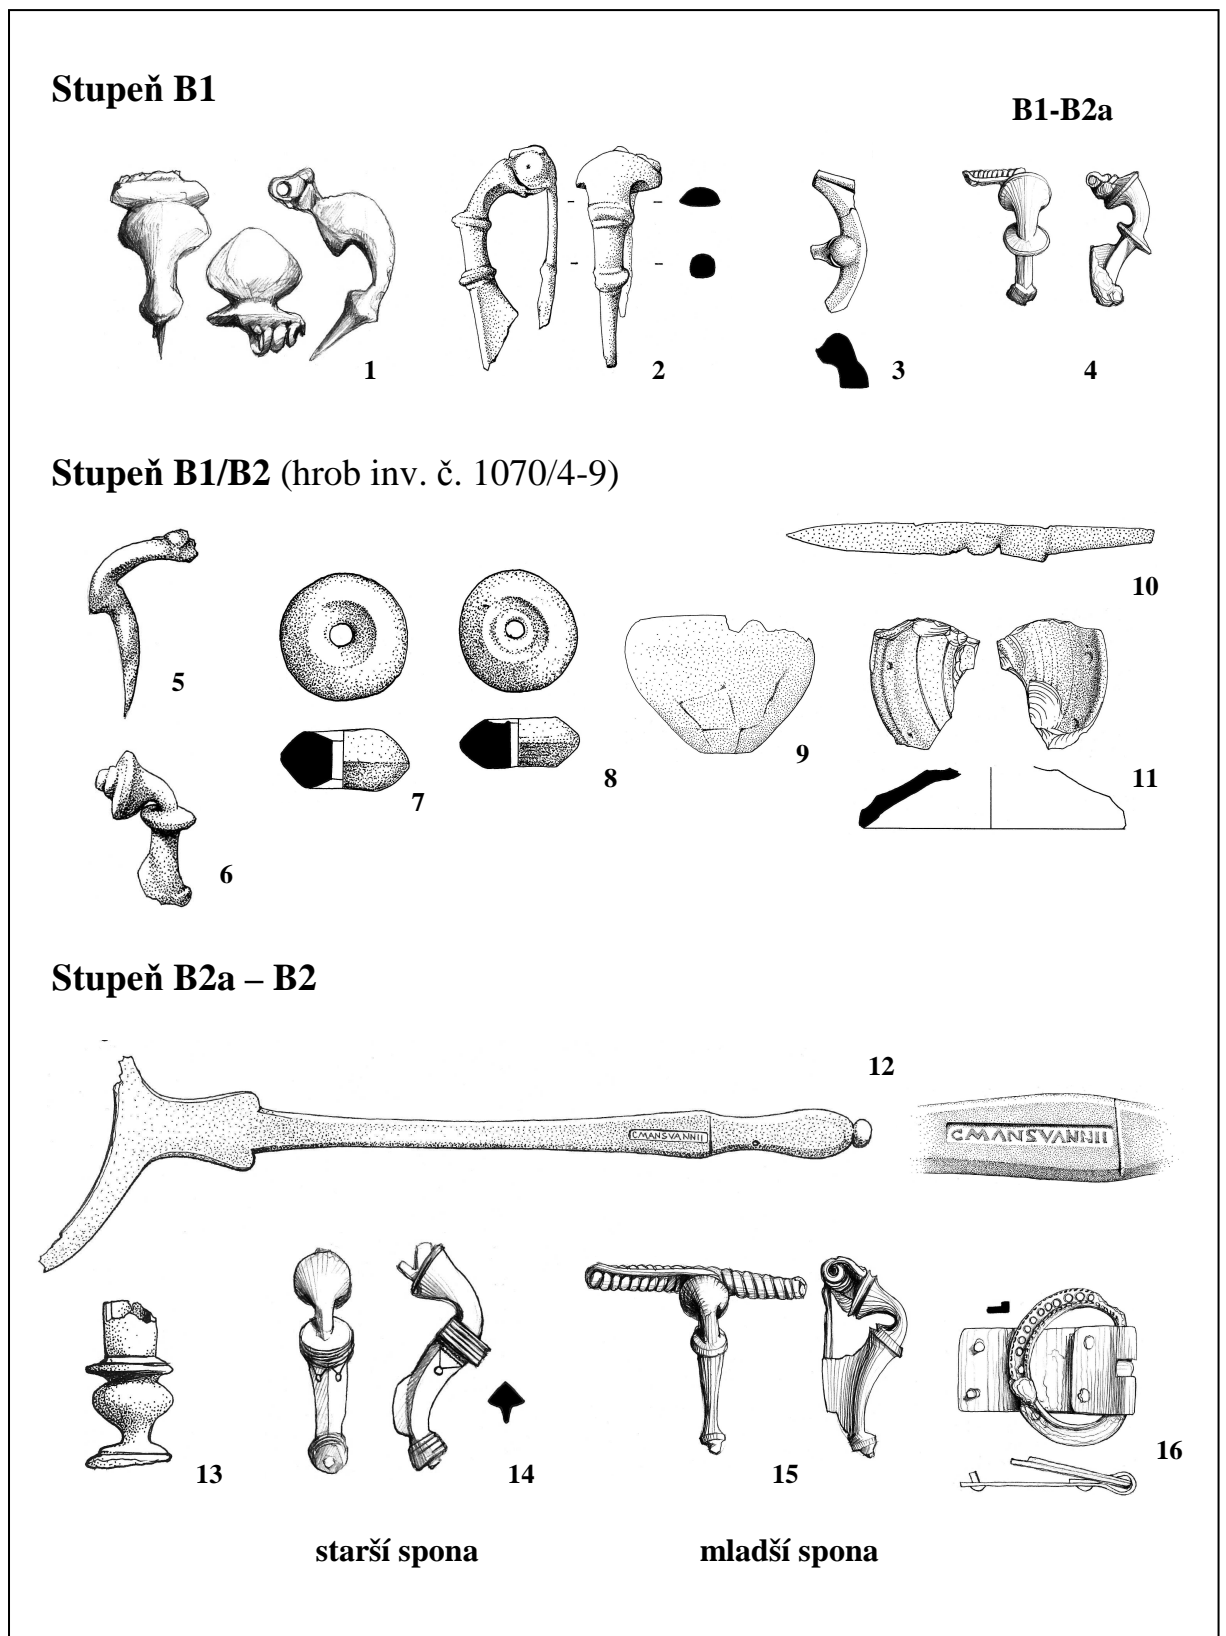 Stupeň B1
B1-B2a
1
2
3
4
Stupeň B1/B2 (hrob inv. č. 1070/4-9)
5
6
7
8
9
10
11
Stupeň B2a – B2
12
CMANSVANNII
CMANSVANNII
13
14
15
16
starší spona
mladší spona